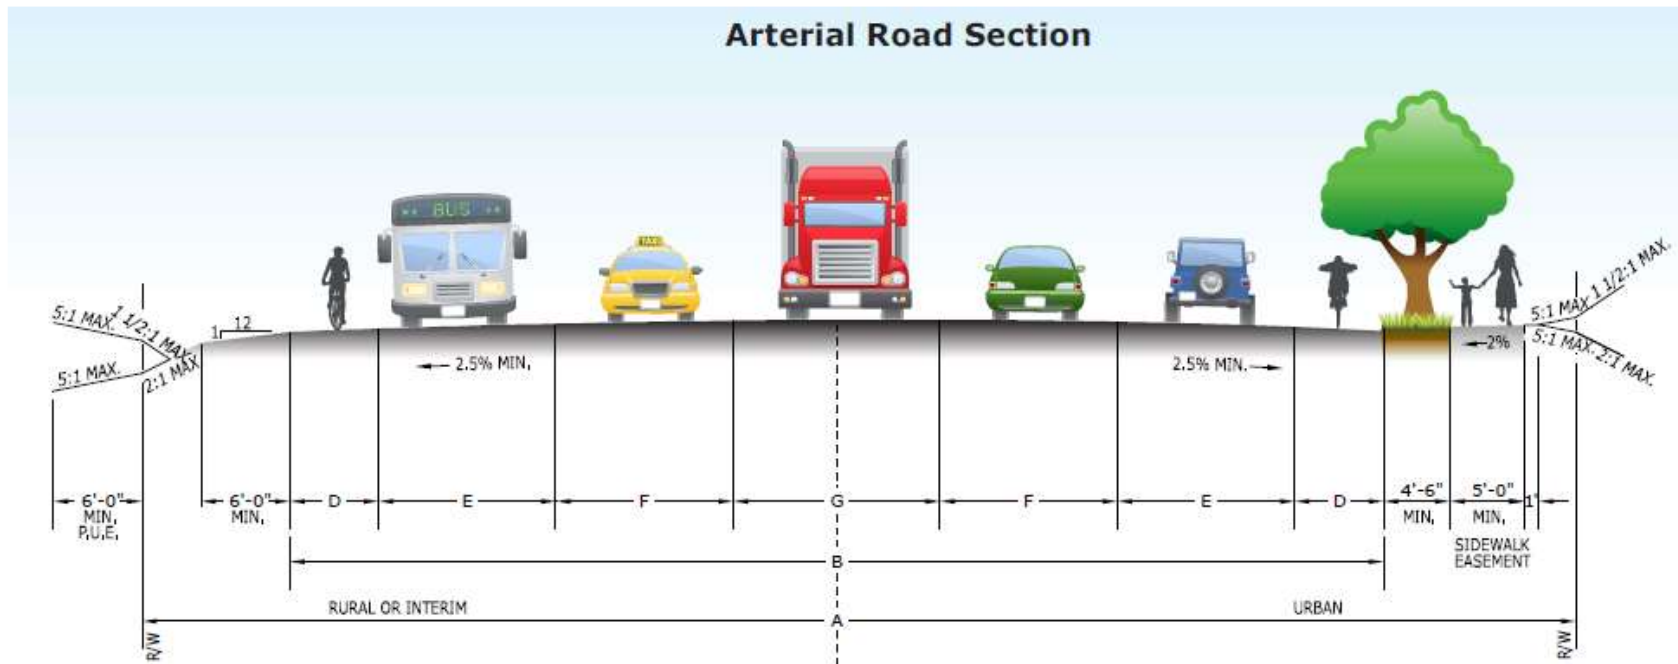 Arterial Road Section
BUS
TAXI
5:1 MAX.
1 1/2:1 MAX.
5:1 MAX.
2:1 MAX
1
12
2.5% MIN.
2.5% MIN.
2%
5:1 MAX.
1 1/2:1 MAX.
5:1 MAX.
2:1 MAX.
6'-0"
MIN.
P.U.E.
6'-0"
MIN.
D
E
F
G
F
E
D
4'-6"
MIN.
5'-0"
MIN.
1'
SIDEWALK
EASEMENT
B
RURAL OR INTERIM
URBAN
A
R/W
R/W